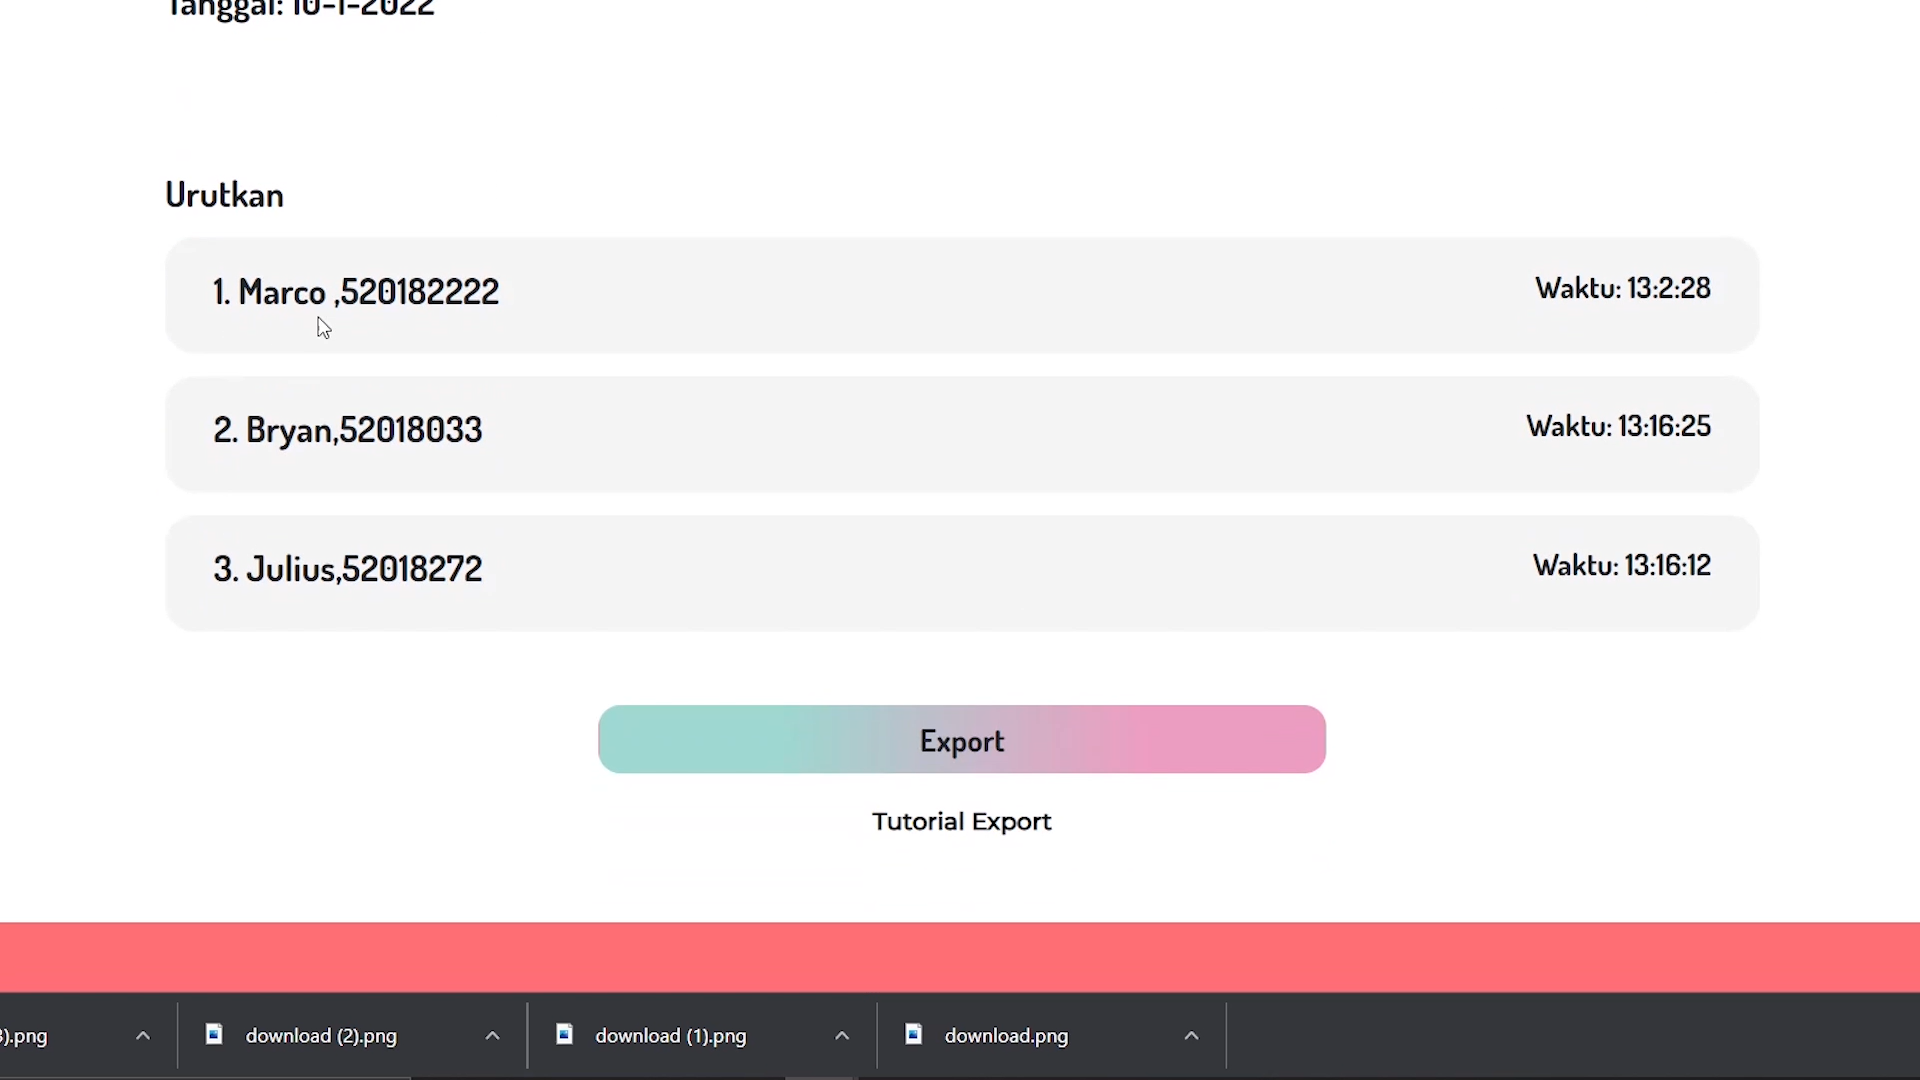 Tanggal: 10-1-2022
Urutkan
1. Marco ,520182222
Waktu: 13:2:28
2. Bryan,52018033
Waktu: 13:16:25
3. Julius,52018272
Waktu: 13:16:12
Export
Tutorial Export
3).png
download (2).png
download (1).png
download.png